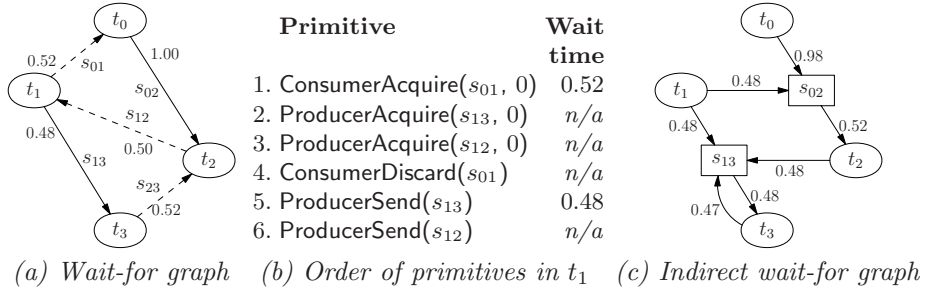 t0
0.52
s01
1.00
t1
s02
s12
0.48
0.50
s13
t2
s23
0.52
t3
(a) Wait-for graph
Primitive Wait
time
1. ConsumerAcquire(s01, 0) 0.52
2. ProducerAcquire(s13, 0) n/a
3. ProducerAcquire(s12, 0) n/a
4. ConsumerDiscard(s01) n/a
5. ProducerSend(s13) 0.48
6. ProducerSend(s12) n/a
(b) Order of primitives in t1
t0
0.98
t1
0.48
s02
0.48
0.52
s13
0.48
t2
0.47
0.48
t3
(c) Indirect wait-for graph